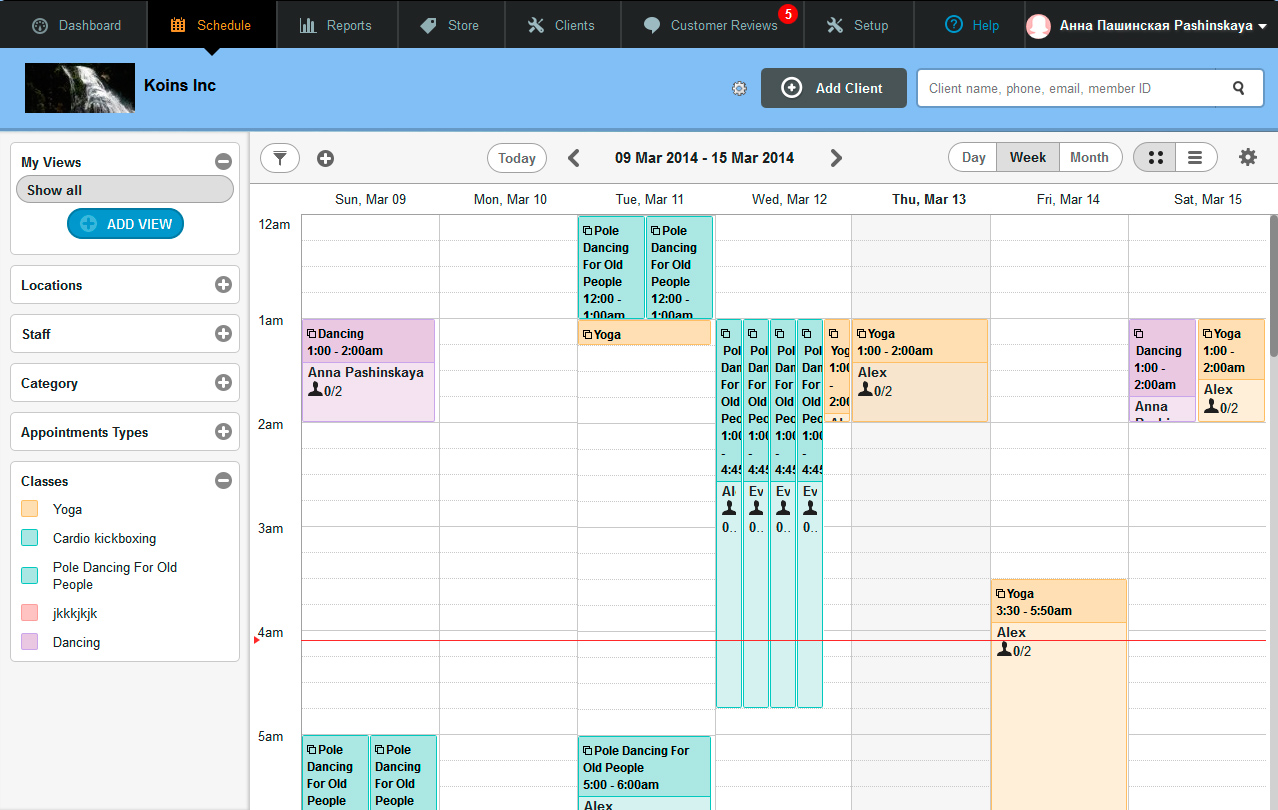 Dashboard
Schedule
Reports
Store
Clients
Customer Reviews
5
Setup
Help
Анна Пашинская Pashinskaya
Koins Inc
Add Client
Client name, phone, email, member ID
My Views
Show all
ADD VIEW
Locations
Staff
Category
Appointments Types
Classes
Yoga
Cardio kickboxing
Pole Dancing For Old
People
jkkkjkjk
Dancing
Today
09 Mar 2014 - 15 Mar 2014
Day
Week
Month
Sun, Mar 09
Mon, Mar 10
Tue, Mar 11
Wed, Mar 12
Thu, Mar 13
Fri, Mar 14
Sat, Mar 15
12am
1am
2am
3am
4am
5am
Dancing
1:00 - 2:00am
Anna Pashinskaya
0/2
Pole
Dancing
For Old
People
Pole
Dancing
For Old
People
Pole
Dancing
For Old
People
12:00 -
1:00am
Pole
Dancing
For Old
People
12:00 -
1:00am
Yoga
Pole Dancing For
Old People
5:00 - 6:00am
Alex
Pol
Dan
For
Old
Peo
1:00
-
4:45
Al
0..
Pol
Dan
For
Old
Peo
1:00
-
4:45
Ev
0..
Pol
Dan
For
Old
Peo
1:00
-
4:45
Ev
0..
Pol
Dan
For
Old
Peo
1:00
-
4:45
Ev
0..
Yog
1:00
-
2:00
Yoga
1:00 - 2:00am
Alex
0/2
Yoga
3:30 - 5:50am
Alex
0/2
Dancing
1:00 -
2:00am
Anna
Yoga
1:00 -
2:00am
Alex
0/2